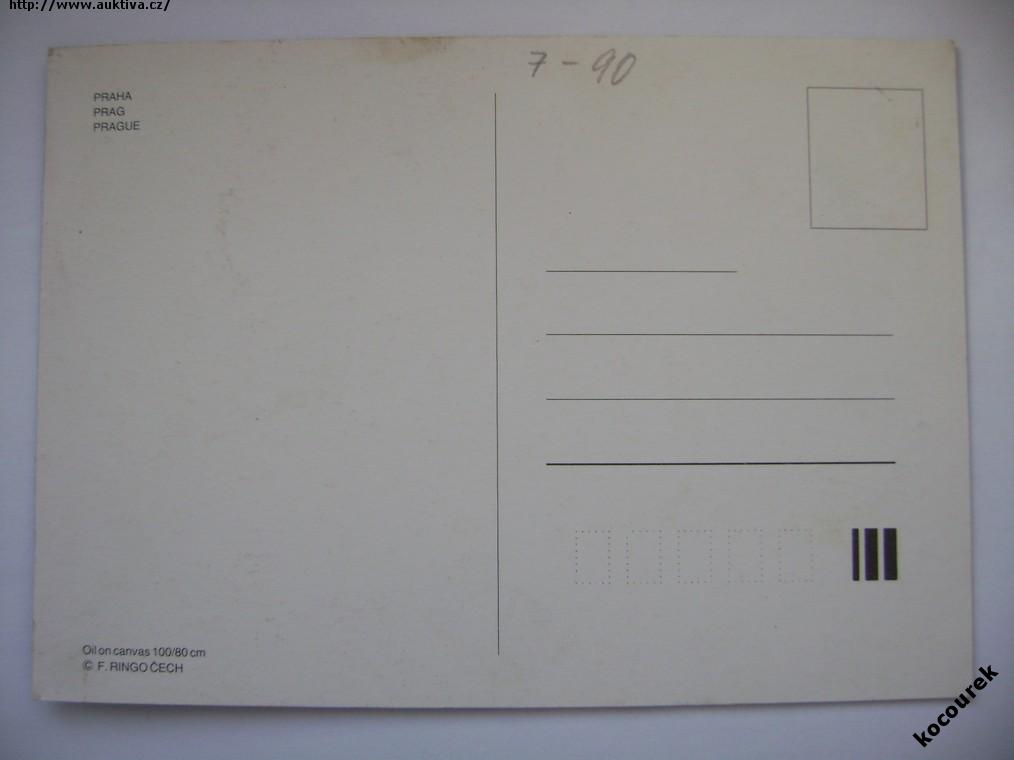 http://www.auktiva.cz/
7-90
PRAHA
PRAG
PRAGUE
Oil on canvas 100/80 cm
© F. RINGO ČECH
kocourek